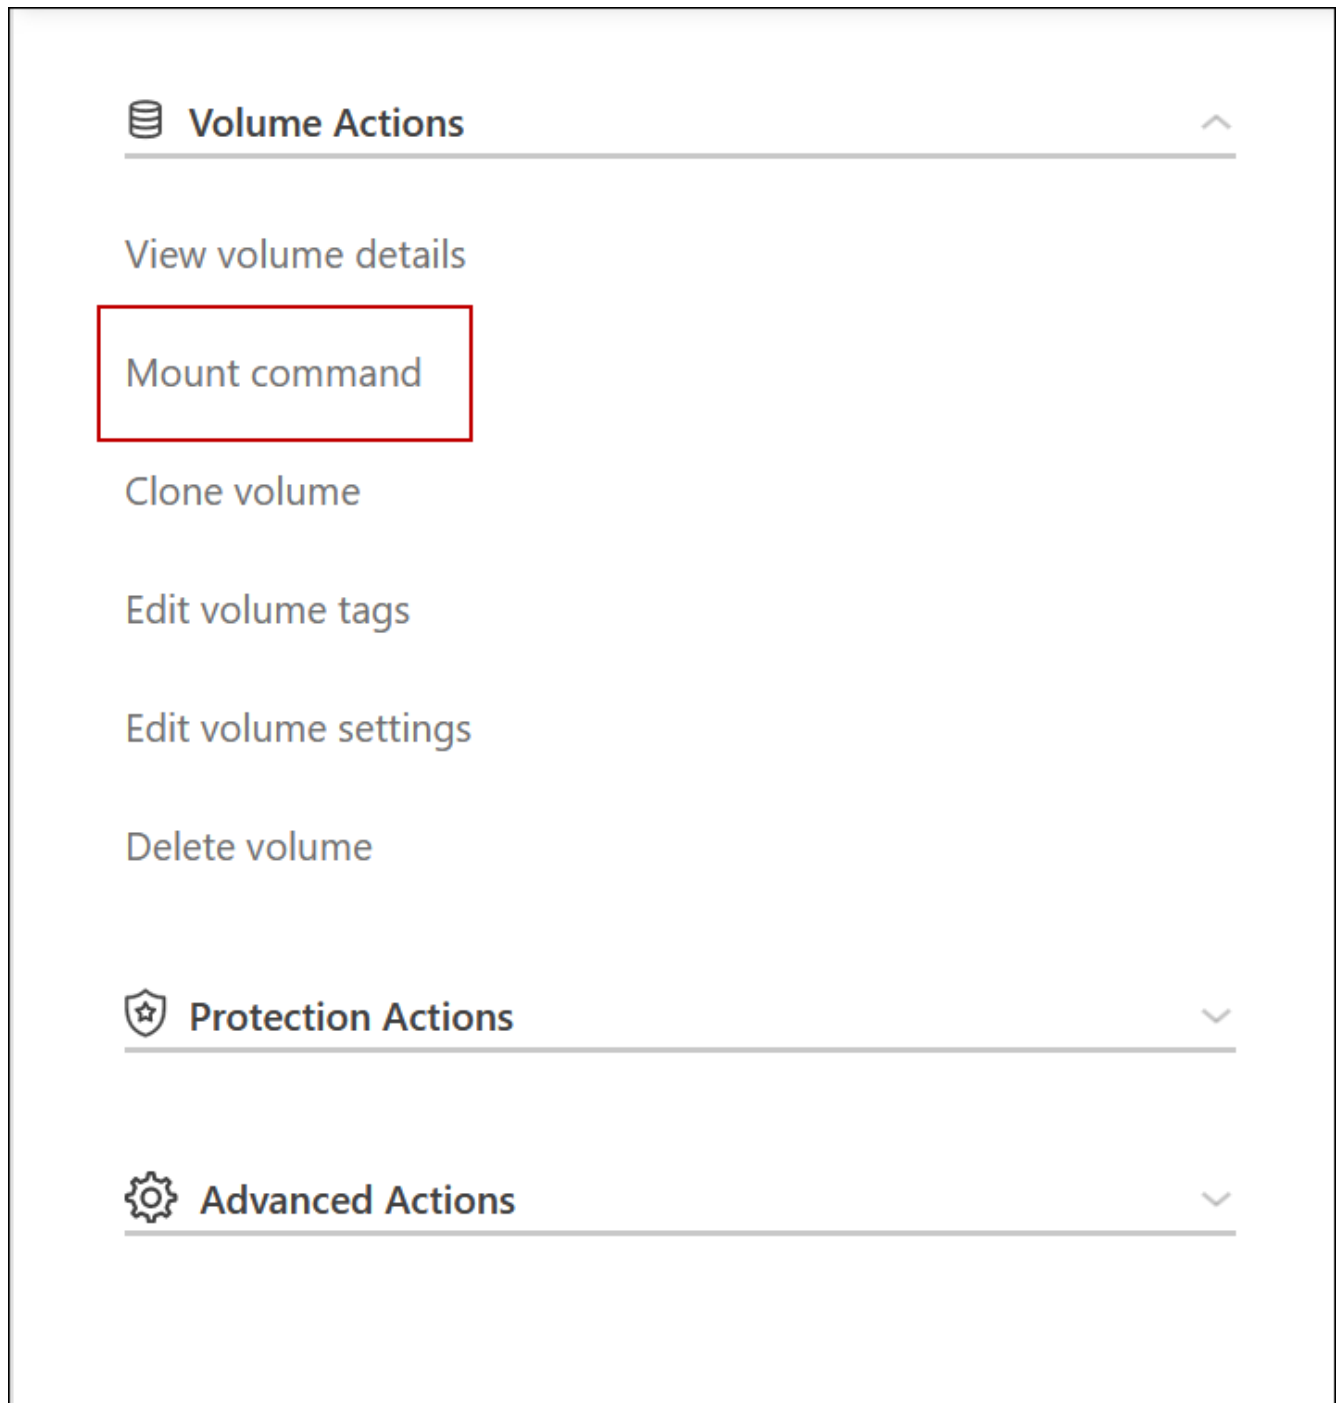 Volume Actions
View volume details
Mount command
Clone volume
Edit volume tags
Edit volume settings
Delete volume
Protection Actions
Advanced Actions